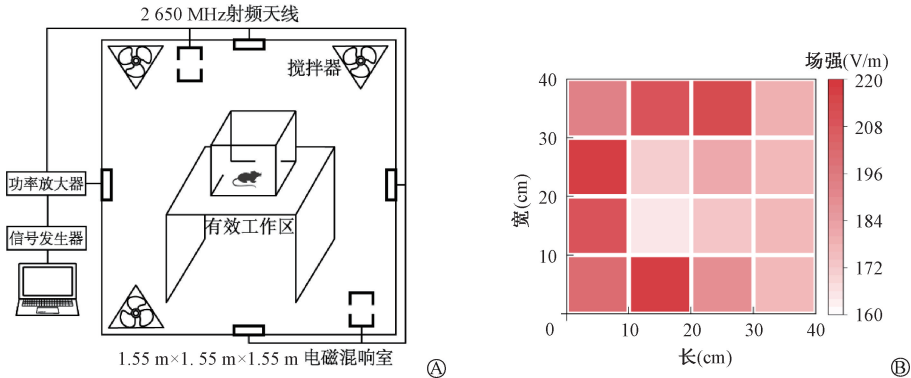 2 650 MHz射频天线
搅拌器
功率放大器
信号发生器
有效工作区
1.55 m×1.55 m×1.55 m 电磁混响室
Ⓐ
场强(V/m)
40
30
20
10
0
10
20
30
40
宽(cm)
长(cm)
220
208
196
184
172
160
Ⓑ